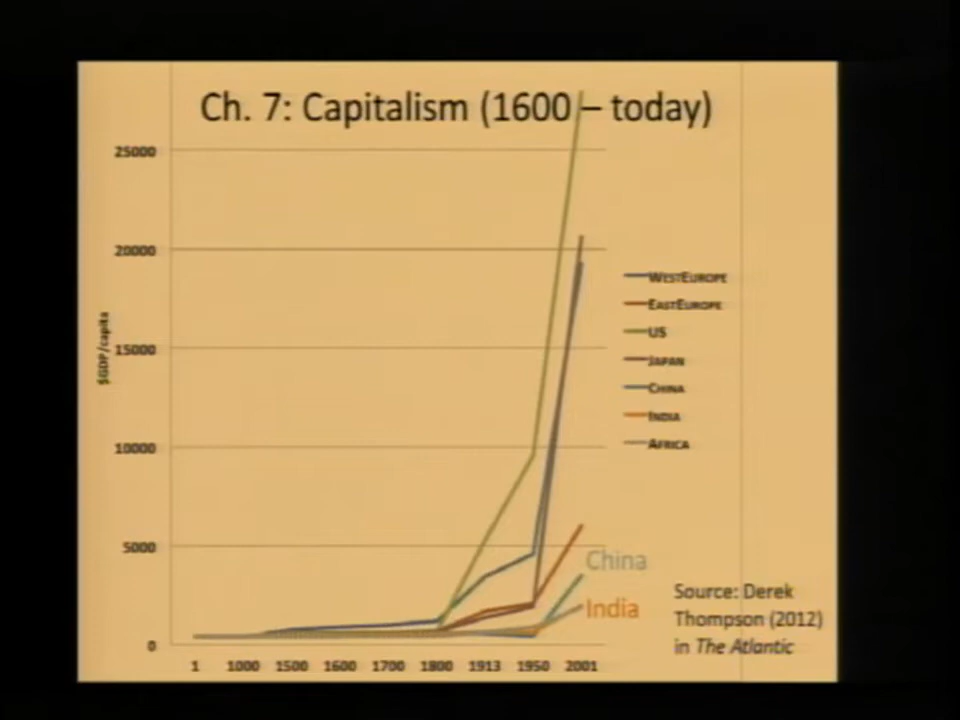 Ch. 7: Capitalism (1600 – today)
25000
20000
15000
10000
5000
0
$GDP/capita
1 1000 1500 1600 1700 1800 1913 1950 2001
WestEurope
EastEurope
US
Japan
China
India
Africa
China
India
Source: Derek
Thompson (2012)
in The Atlantic